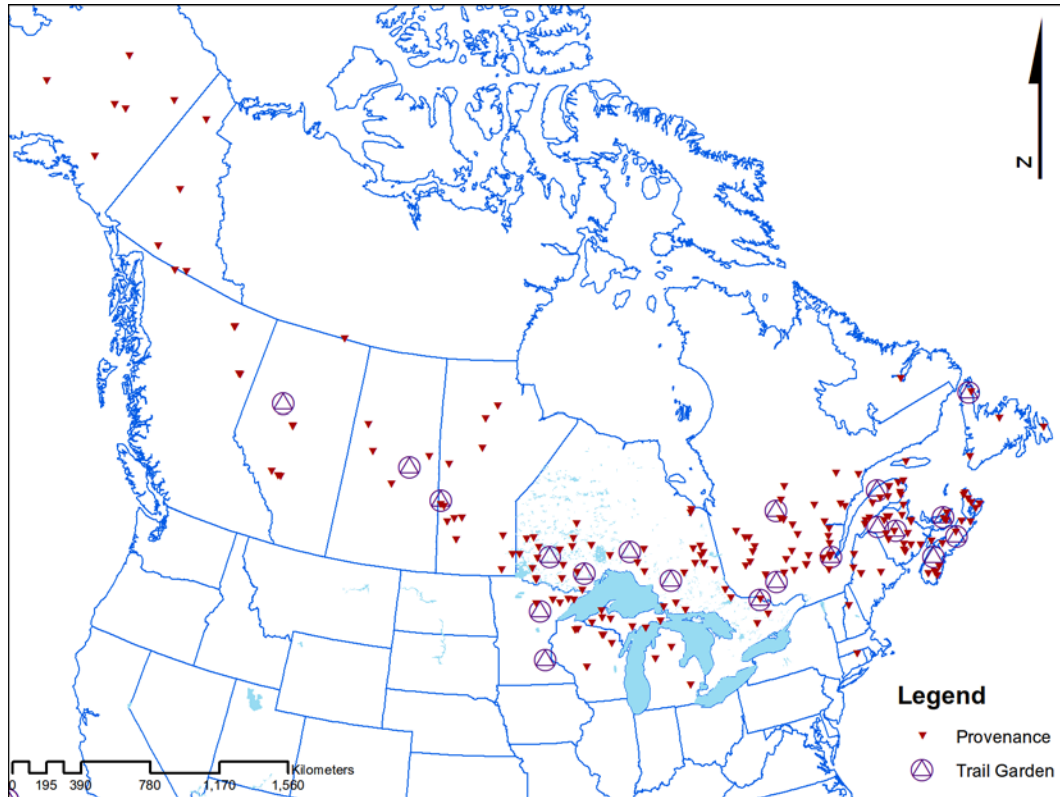 Z
Legend
Provenance
Trail Garden
Kilometers
0 195 390 780 1,170 1,560